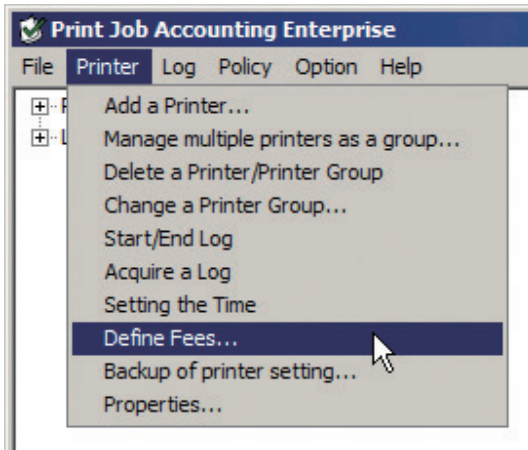 Print Job Accounting Enterprise
File Printer Log Policy Option Help
Add a Printer...
Manage multiple printers as a group...
Delete a Printer/Printer Group
Change a Printer Group...
Start/End Log
Acquire a Log
Setting the Time
Define Fees...
Backup of printer setting...
Properties...